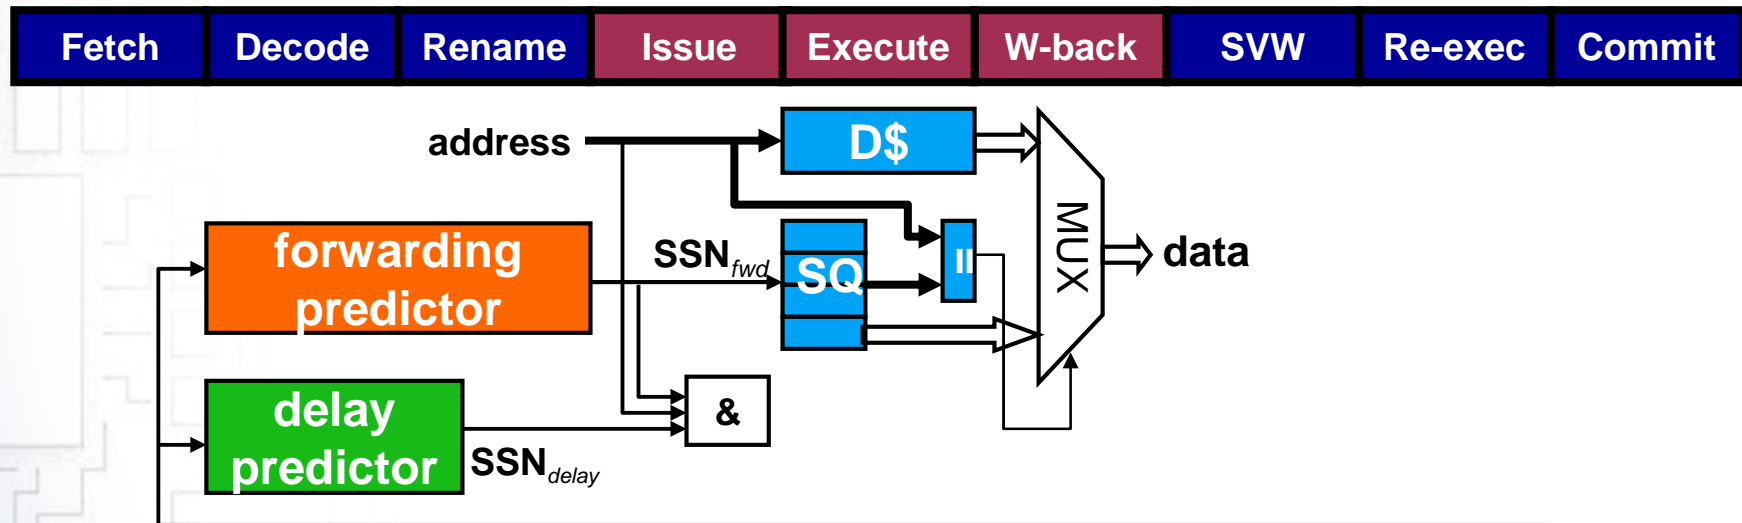 Fetch Decode Rename Issue Execute W-back SVW Re-exec Commit
address
D$
MUX
data
forwarding
predictor
SSNfwd
SQ
=
delay
predictor
SSNdelay
&